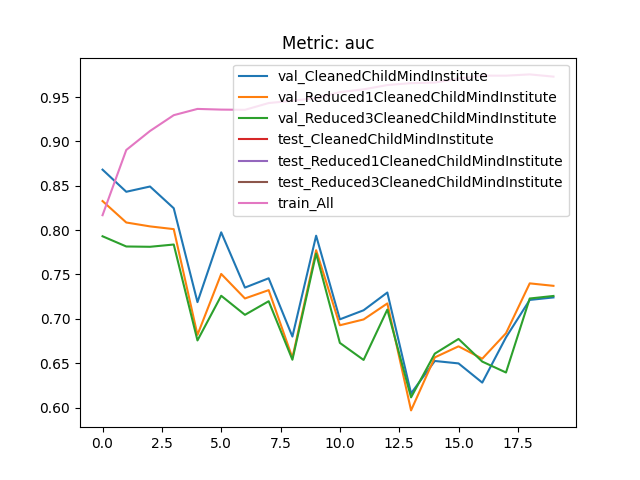 Metric: auc
val_CleanedChildMindInstitute
val_Reduced1CleanedChildMindInstitute
val_Reduced3CleanedChildMindInstitute
test_CleanedChildMindInstitute
test_Reduced1CleanedChildMindInstitute
test_Reduced3CleanedChildMindInstitute
train_All
0.95
0.90
0.85
0.80
0.75
0.70
0.65
0.60
0.0 2.5 5.0 7.5 10.0 12.5 15.0 17.5